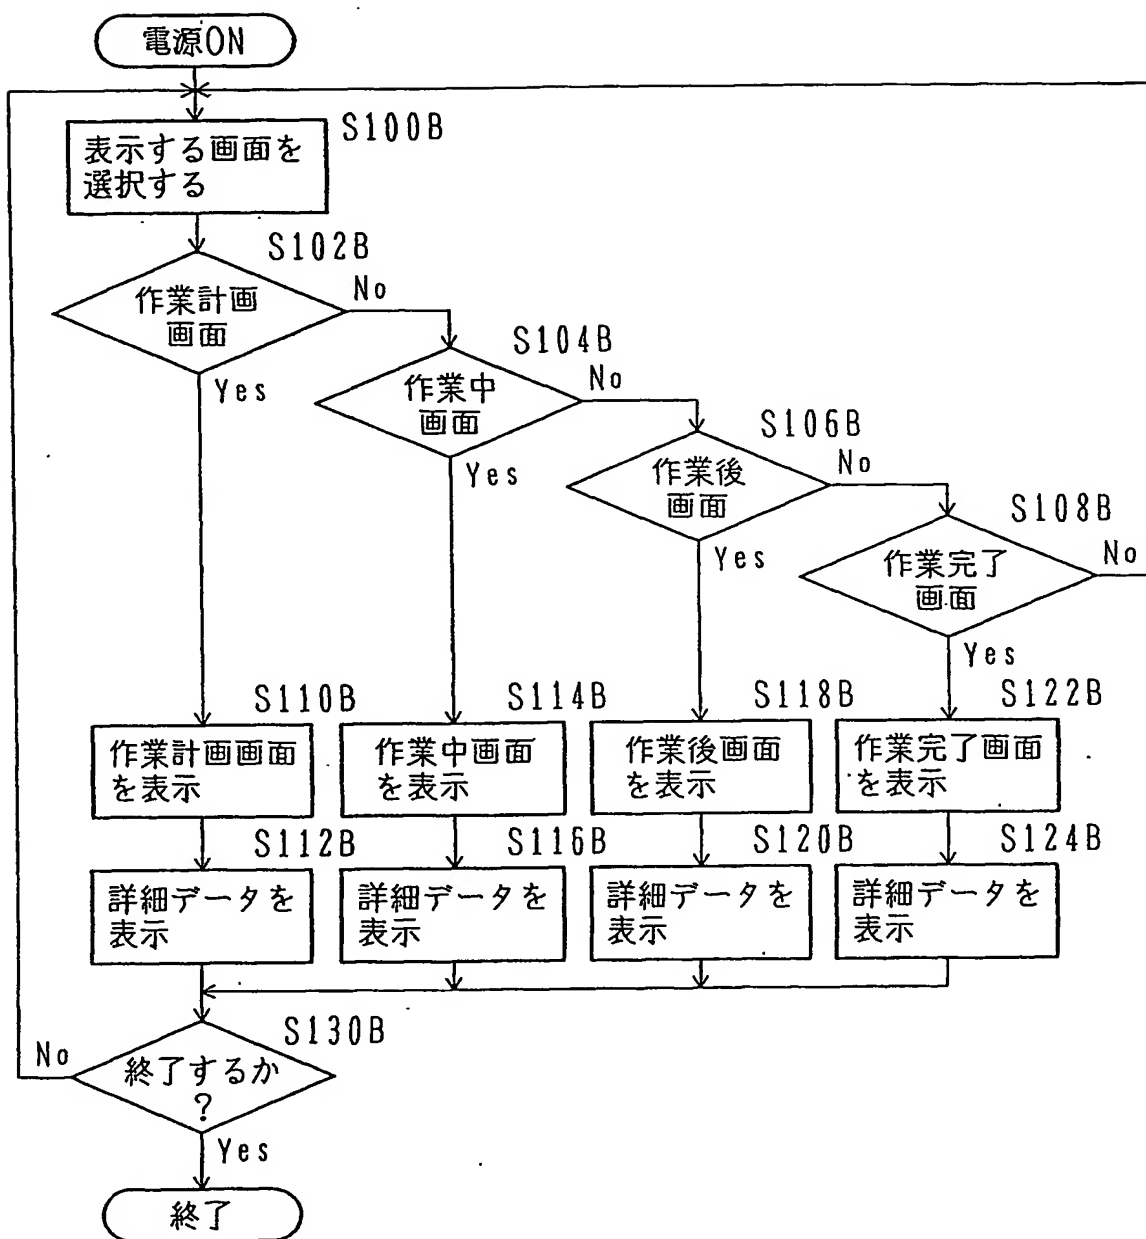 電源ON
S100B
表示する画面を
選択する
S102B
作業計画
画面
No
Yes
S104B
作業中
画面
No
Yes
S106B
作業後
画面
No
Yes
S108B
作業完了
画面
No
Yes
S110B
作業計画画面
を表示
S114B
作業中画面
を表示
S118B
作業後画面
を表示
S122B
作業完了画面
を表示
S112B
詳細データを
表示
S116B
詳細データを
表示
S120B
詳細データを
表示
S124B
詳細データを
表示
S130B
終了するか
?
No
Yes
終了